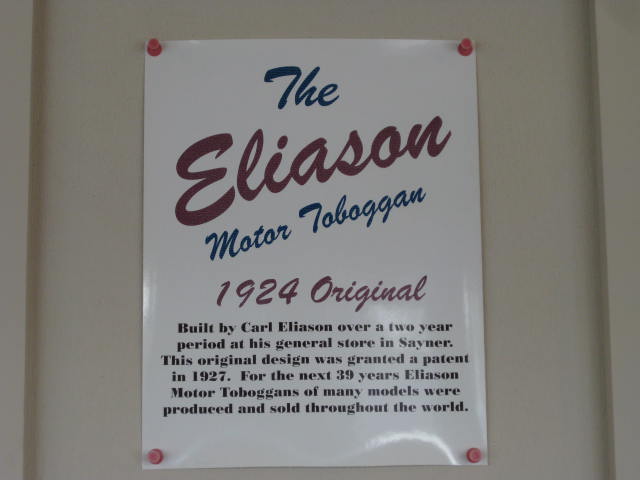 The
Eliason
Motor Toboggan
1924 Original
Built by Carl Eliason over a two year
period at his general store in Sayner.
This original design was granted a patent
in 1927. For the next 39 years Eliason
Motor Toboggans of many models were
produced and sold throughout the world.